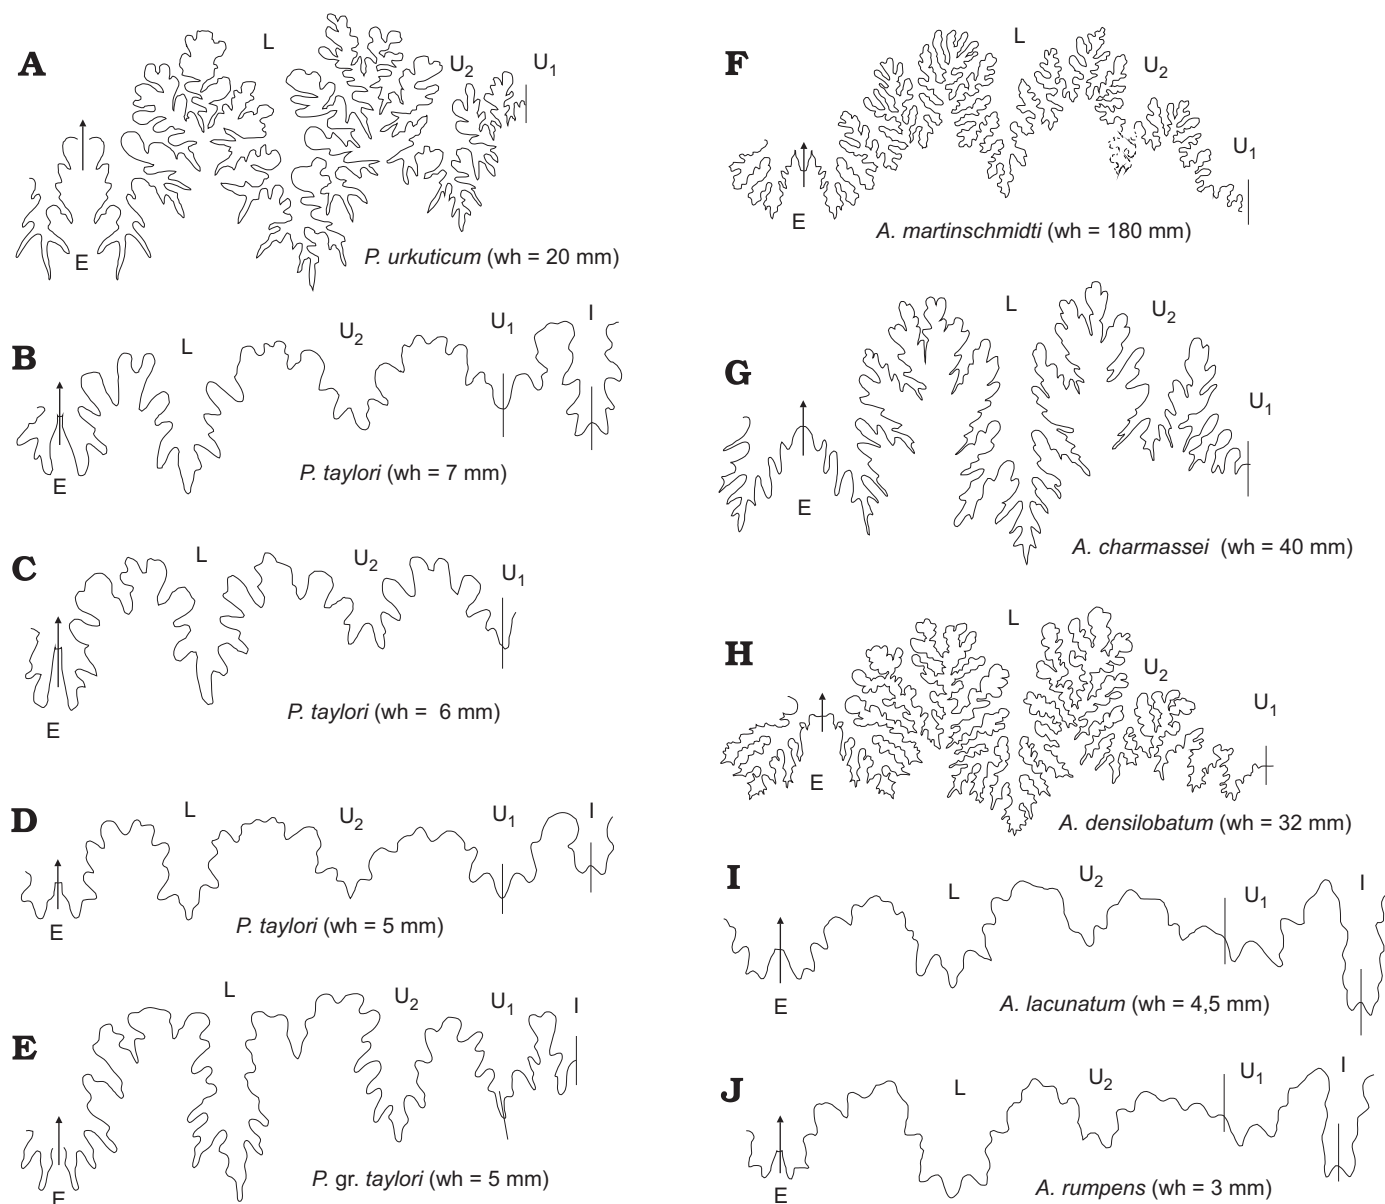 A
L
U2
U1
E
P. urkuticum (wh = 20 mm)
B
L
U2
U1
I
E
P. taylori (wh = 7 mm)
C
L
U2
U1
E
P. taylori (wh = 6 mm)
D
L
U2
U1
I
E
P. taylori (wh = 5 mm)
E
L
U2
U1
I
E
P. gr. taylori (wh = 5 mm)
F
L
U2
U1
E
A. martinschmidti (wh = 180 mm)
G
L
U2
U1
E
A. charmassei (wh = 40 mm)
H
L
U2
U1
E
A. densilobatum (wh = 32 mm)
I
L
U2
U1
I
E
A. lacunatum (wh = 4,5 mm)
J
L
U2
U1
I
E
A. rumpens (wh = 3 mm)